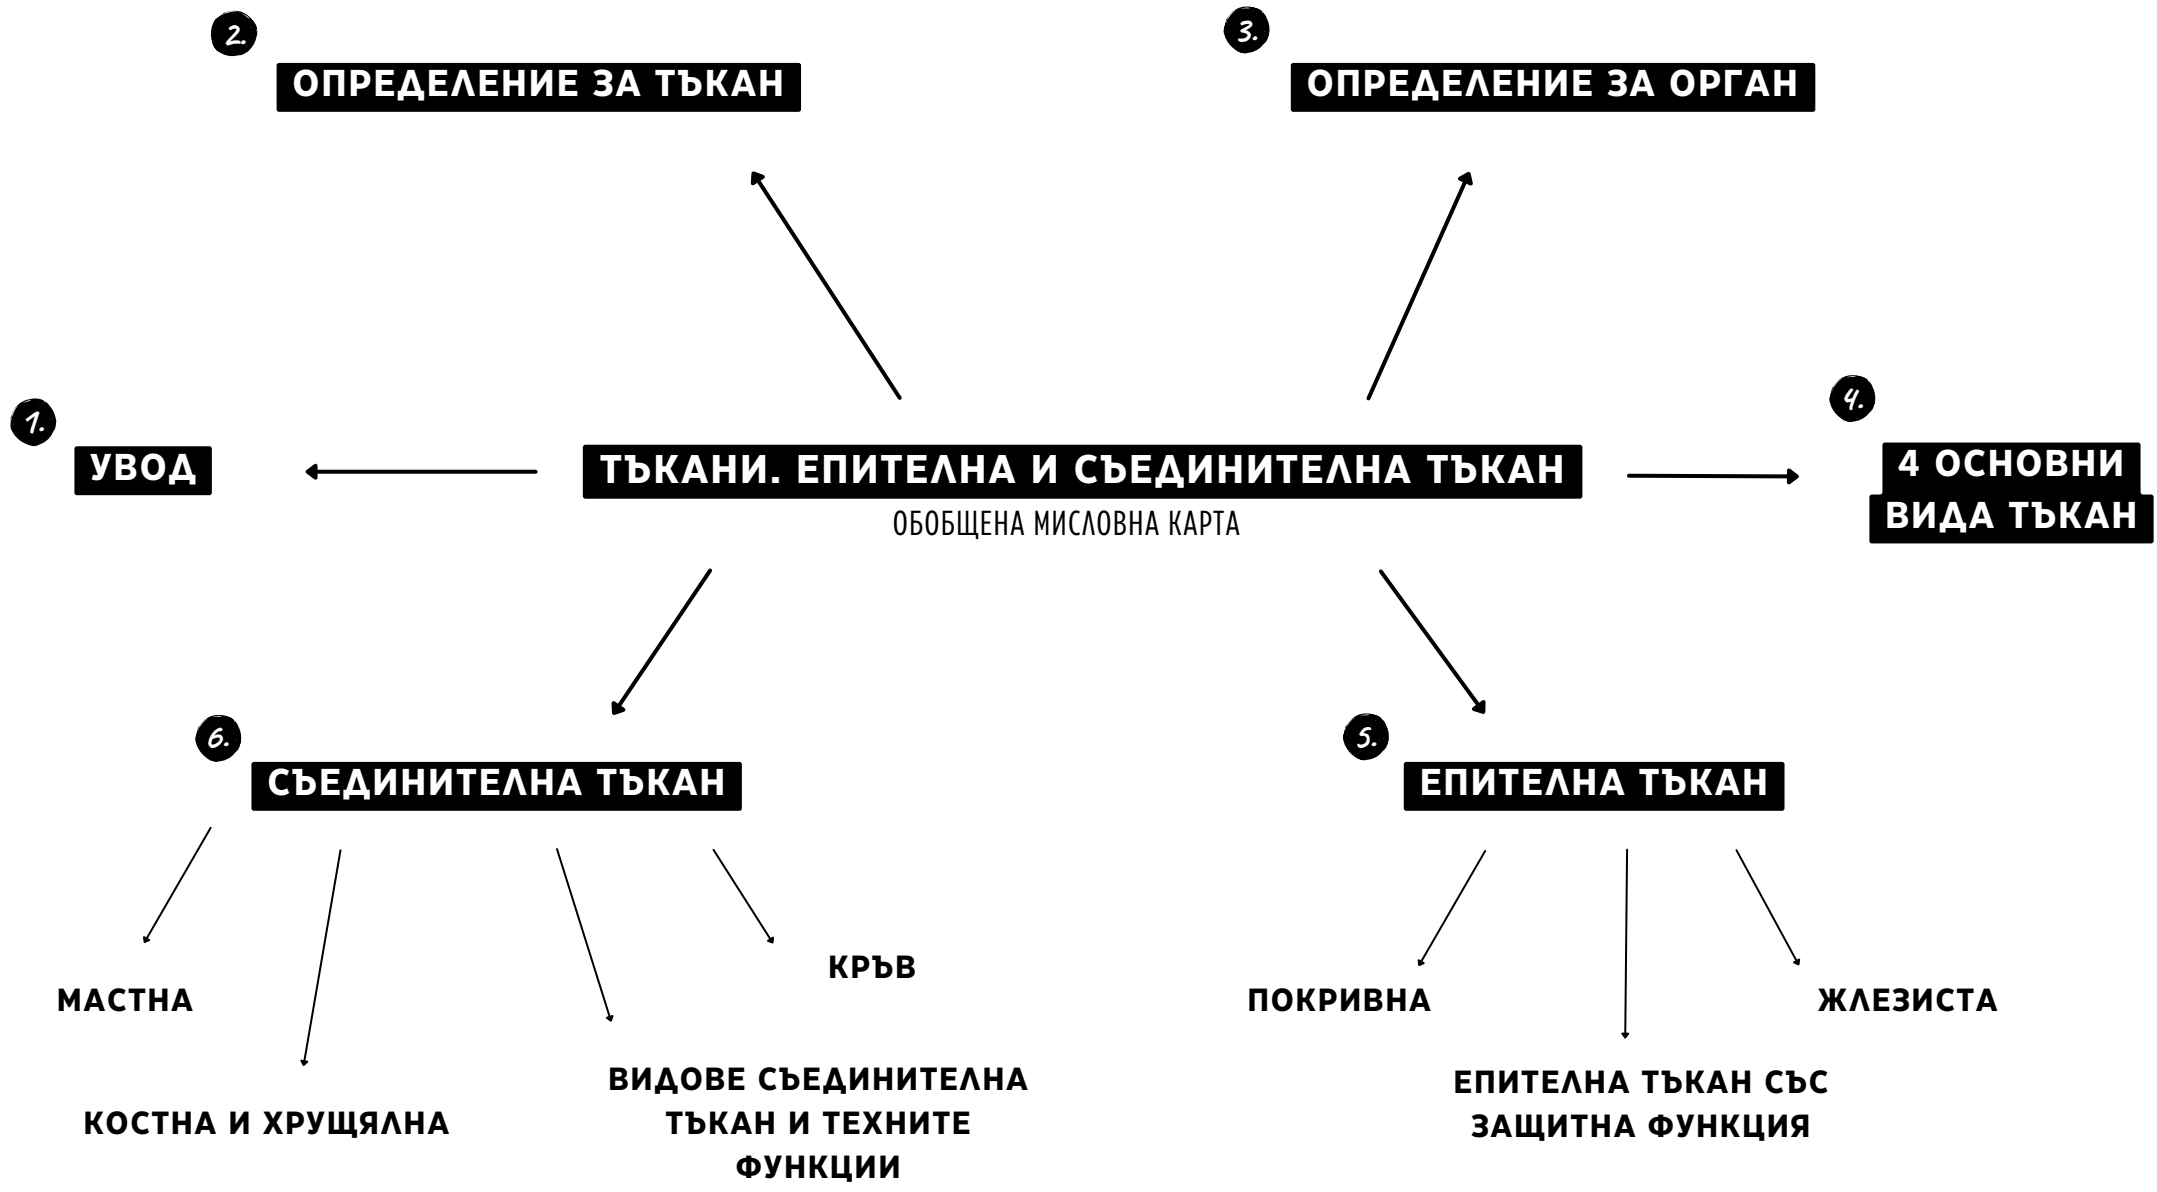 2.
ОПРЕДЕЛЕНИЕ ЗА ТЪКАН
3.
ОПРЕДЕЛЕНИЕ ЗА ОРГАН
1.
УВОД
ТЪКАНИ. ЕПИТЕЛНА И СЪЕДИНИТЕЛНА ТЪКАН
ОБОБЩЕНА МИСЛОВНА КАРТА
4.
4 ОСНОВНИ
ВИДА ТЪКАН
6.
СЪЕДИНИТЕЛНА ТЪКАН
МАСТНА
КОСТНА И ХРУЩЯЛНА
ВИДОВЕ СЪЕДИНИТЕЛНА
ТЪКАН И ТЕХНИТЕ
ФУНКЦИИ
КРЪВ
5.
ЕПИТЕЛНА ТЪКАН
ПОКРИВНА
ЕПИТЕЛНА ТЪКАН СЪС
ЗАЩИТНА ФУНКЦИЯ
ЖЛЕЗИСТА